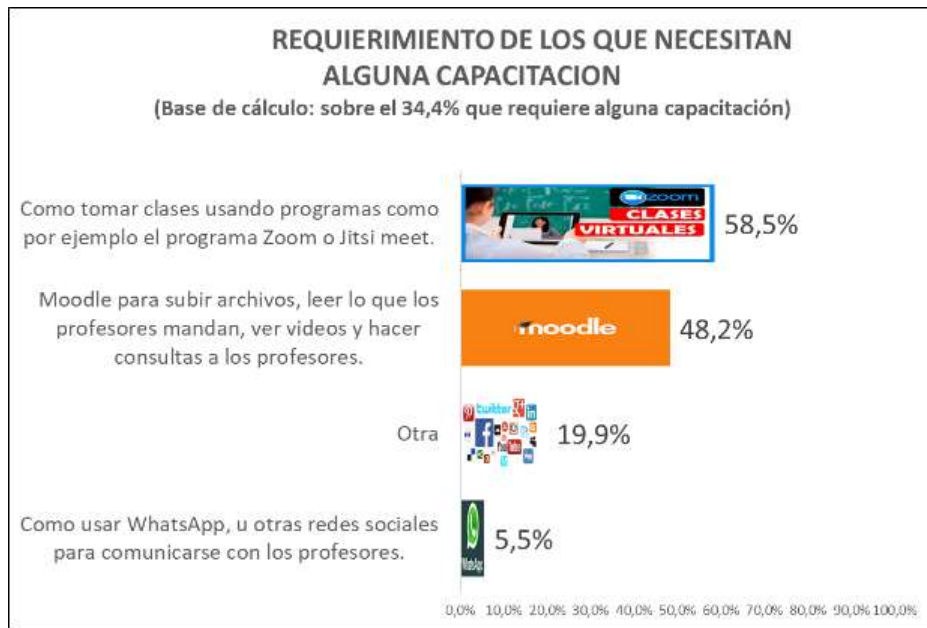 REQUIERIMIENTO DE LOS QUE NECESITAN
ALGUNA CAPACITACION
(Base de cálculo: sobre el 34,4% que requiere alguna capacitación)
Como tomar clases usando programas como
por ejemplo el programa Zoom o Jitsi meet.
zoom
CLASES
VIRTUALES
58,5%
Moodle para subir archivos, leer lo que los
profesores mandan, ver videos y hacer
consultas a los profesores.
moodle
48,2%
Otra
twitter
19,9%
Como usar WhatsApp, u otras redes sociales
para comunicarse con los profesores.
WhatsApp
5,5%
0,0% 10,0% 20,0% 30,0% 40,0% 50,0% 60,0% 70,0% 80,0% 90,0% 100,0%